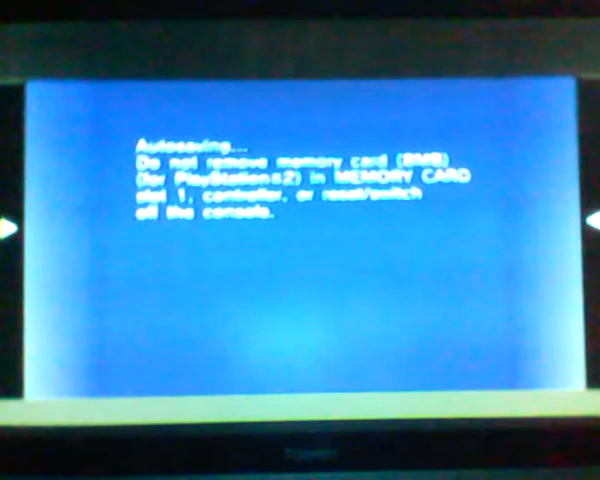 Autosaving...
Do not remove memory card (8MB)
(for PlayStation®2) in MEMORY CARD
slot 1, controller, or reset/switch
off the console.